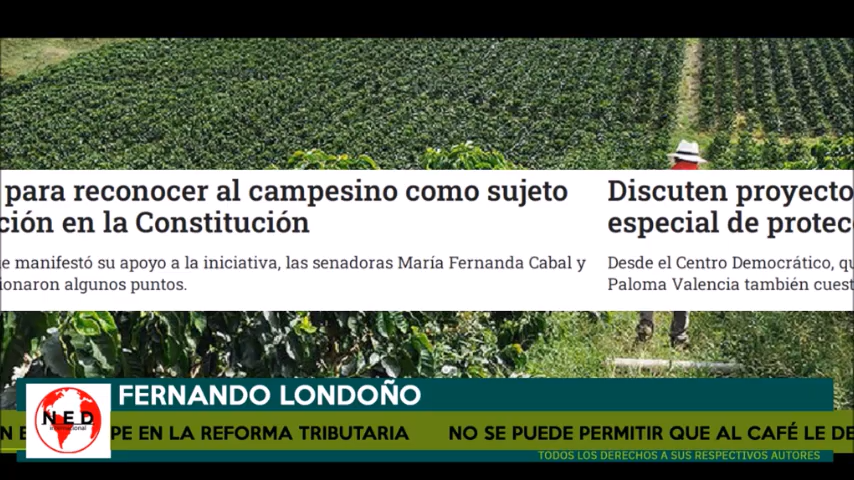 para reconocer al campesino como sujeto
ción en la Constitución
e manifestó su apoyo a la iniciativa, las senadoras María Fernanda Cabal y
ionaron algunos puntos.
Discuten proyecto
especial de protec
Desde el Centro Democrático, qu
Paloma Valencia también cuest
FERNANDO LONDOÑO
NED
internacional
PE EN LA REFORMA TRIBUTARIA NO SE PUEDE PERMITIR QUE AL CAFÉ LE DE
TODOS LOS DERECHOS A SUS RESPECTIVOS AUTORES